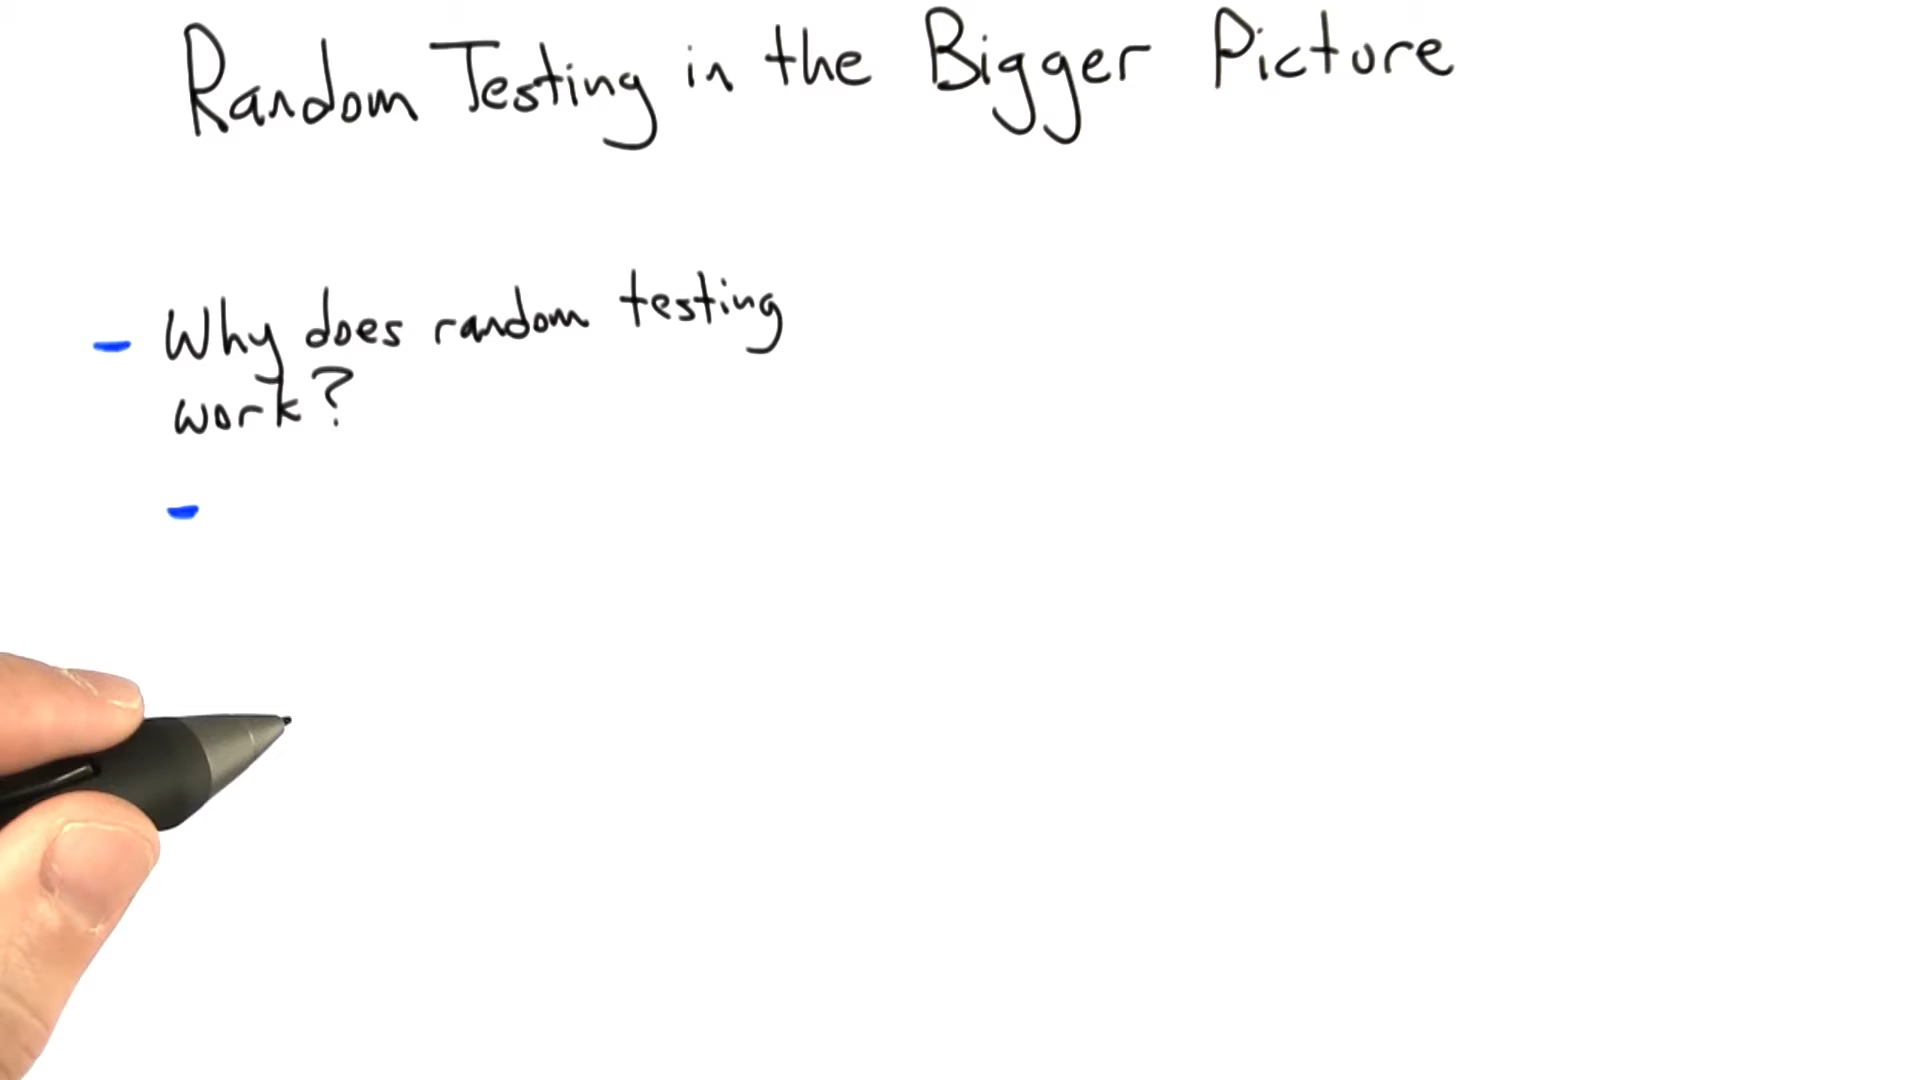 Random Testing in the Bigger Picture
- Why does random testing
work?
-